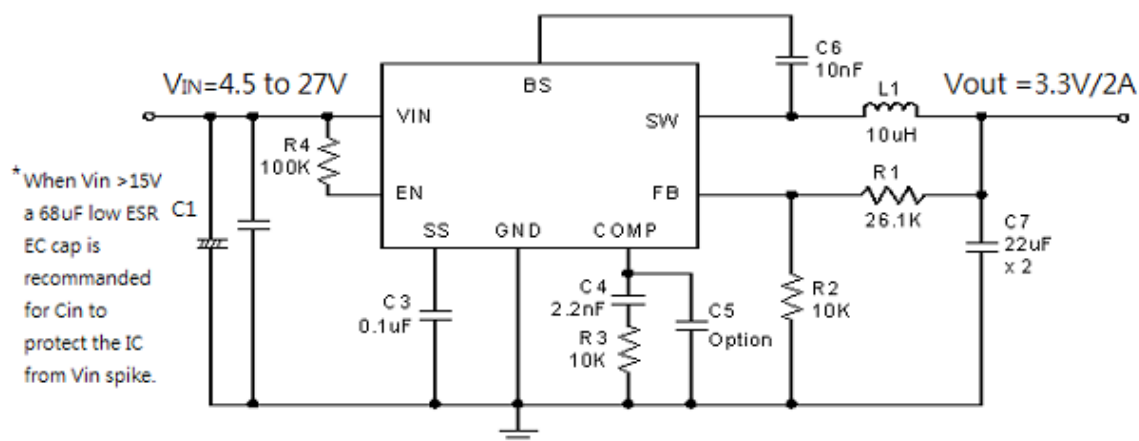 VIN=4.5 to 27V
Vout =3.3V/2A
BS
C6
10nF
L1
10uH
VIN
SW
R4
100K
EN
FB
R1
26.1K
*When Vin >15V
a 68uF low ESR
EC cap is
recommanded
for Cin to
protect the IC
from Vin spike.
C1
SS
GND
COMP
C7
22uF
x 2
C3
0.1uF
C4
2.2nF
R3
10K
C5
Option
R2
10K